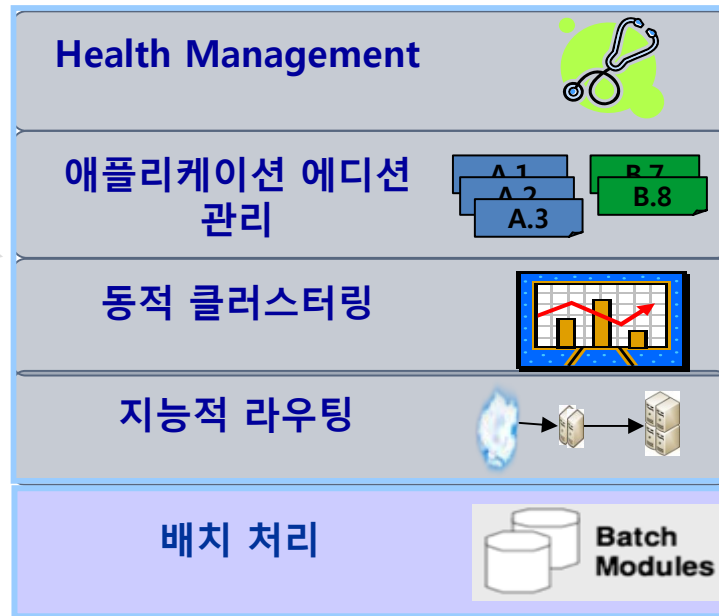 Health Management
애플리케이션 에디션
관리
A.1
A.2
A.3
B.7
B.8
동적 클러스터링
지능적 라우팅
배치 처리
Batch
Modules